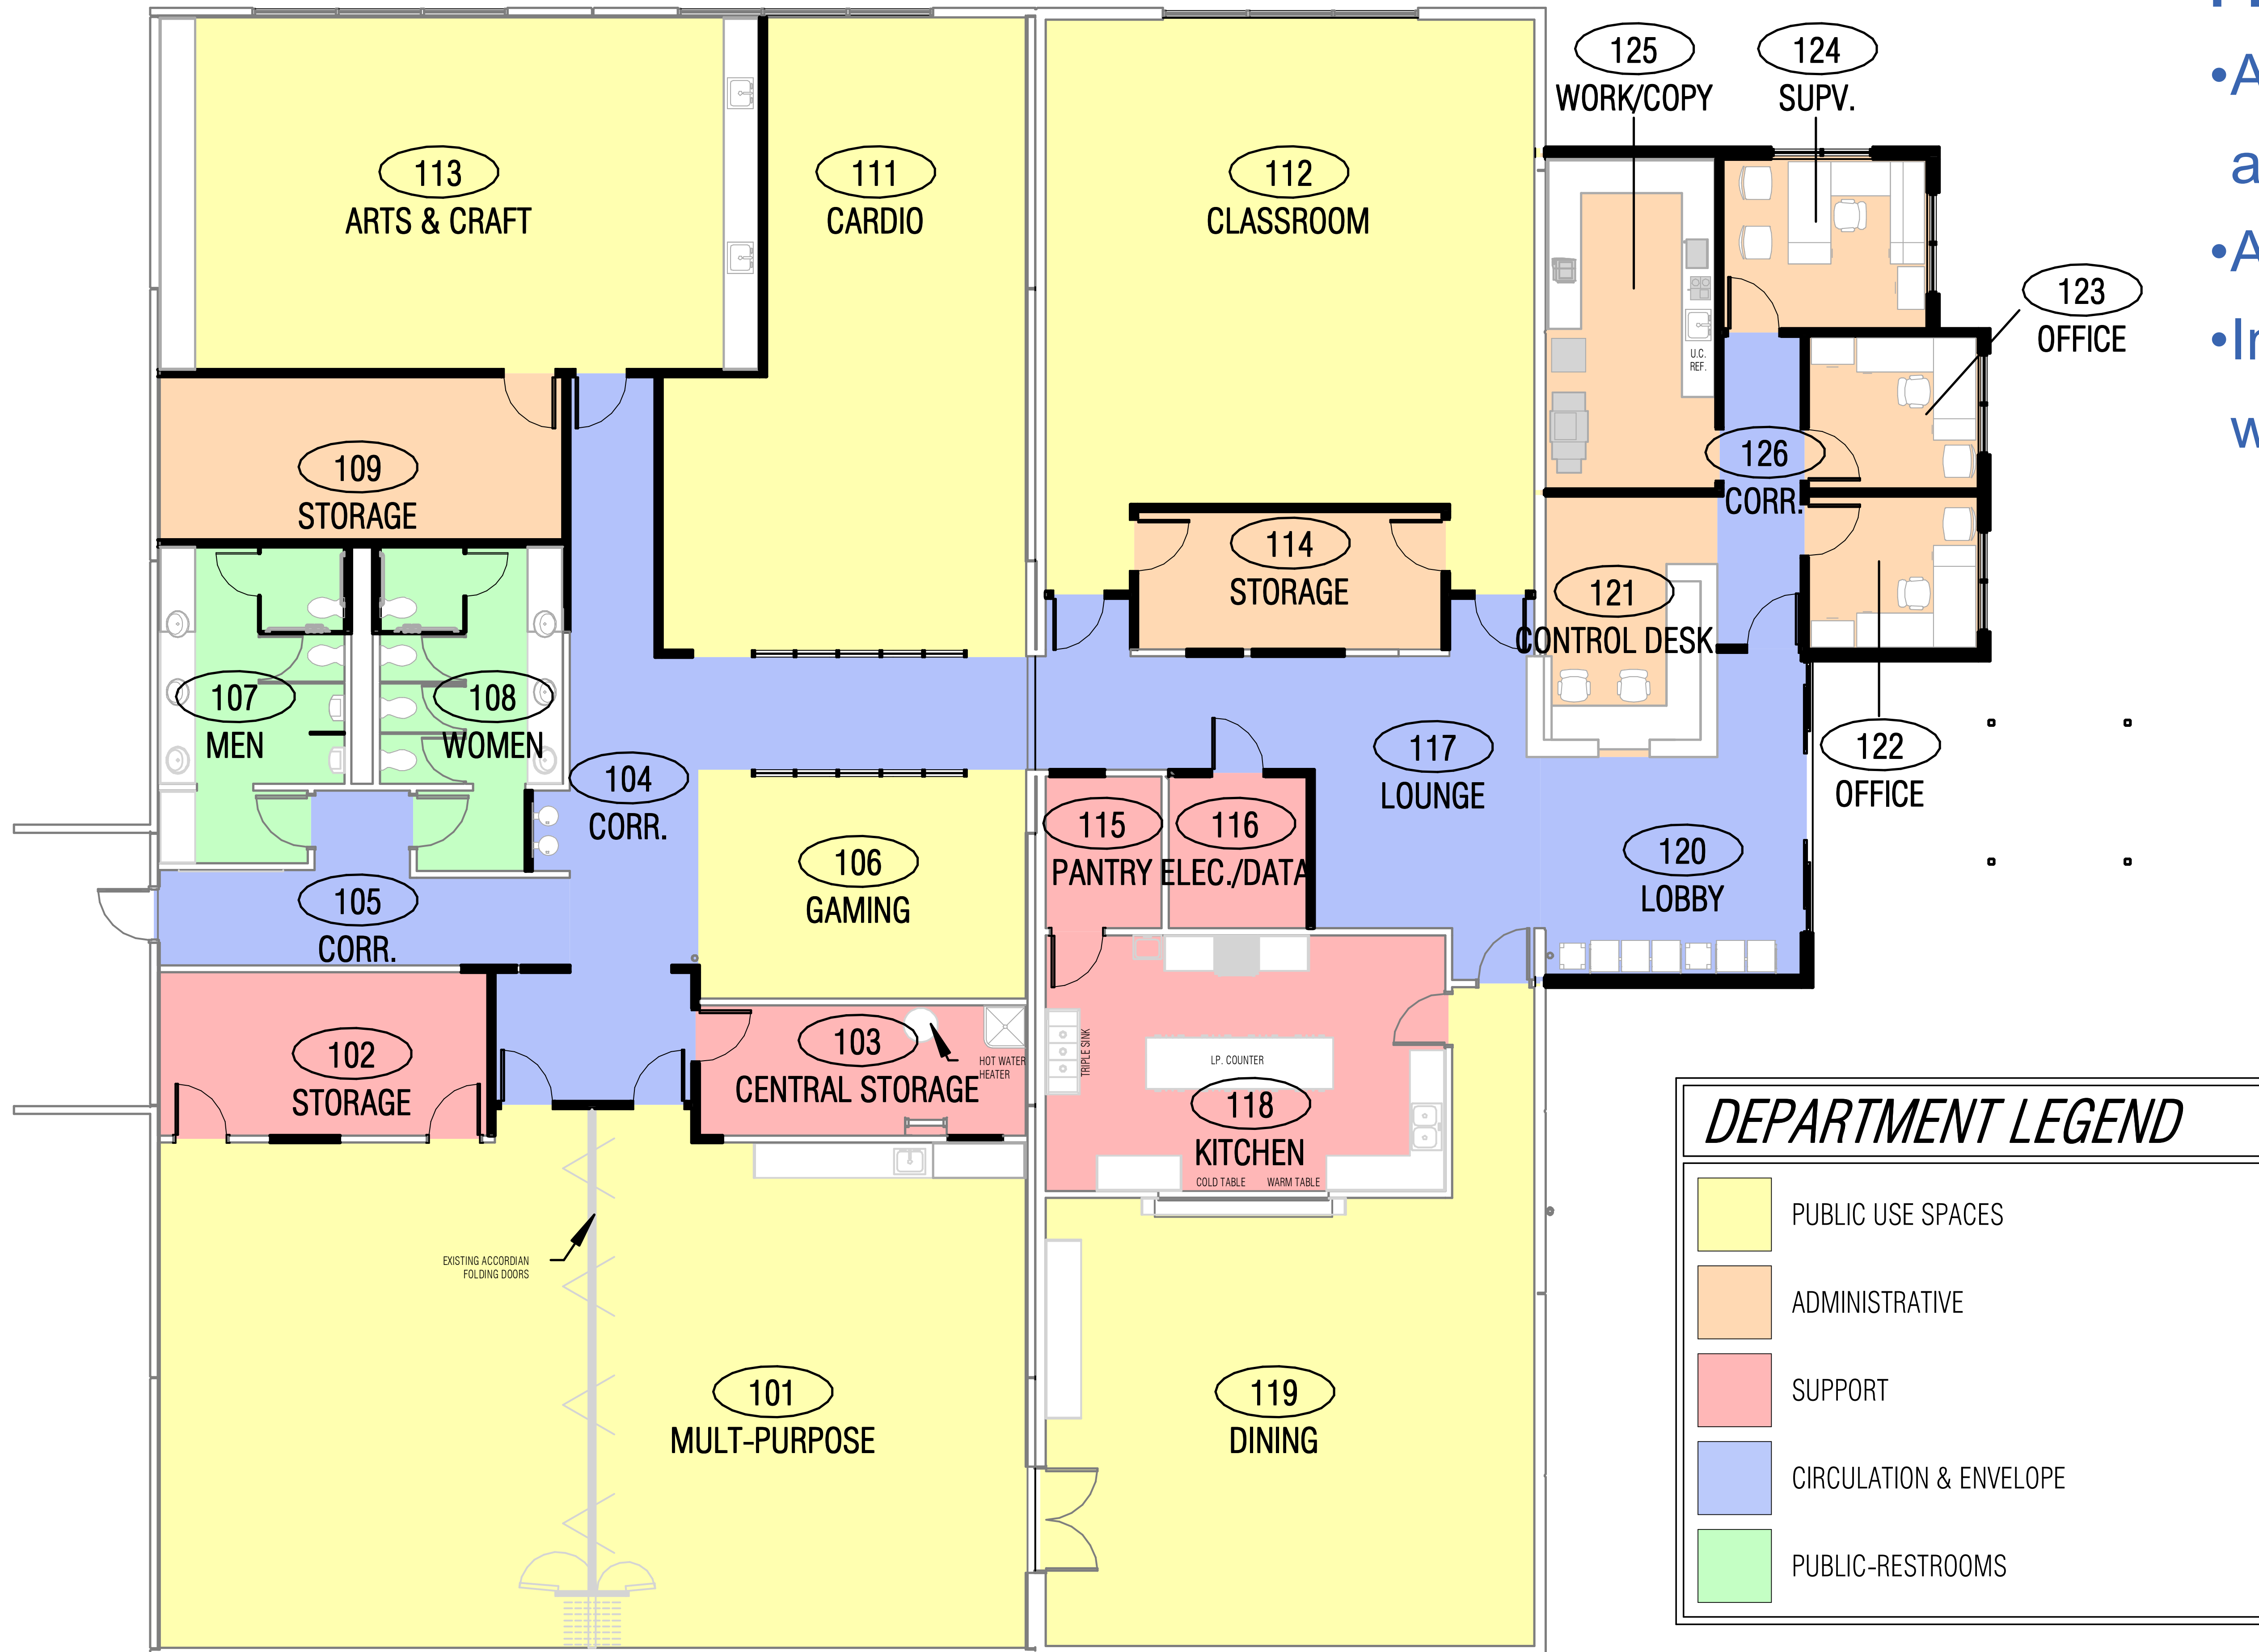 125
WORK/COPY
124
SUPV.
•A
a
•A
113
ARTS & CRAFT
111
CARDIO
112
CLASSROOM
123
OFFICE
U.C.
REF.
126
CORR.
109
STORAGE
114
STORAGE
121
CONTROL DESK
107
MEN
108
WOMEN
104
CORR.
117
LOUNGE
122
OFFICE
115
PANTRY
116
ELEC./DATA
106
GAMING
120
LOBBY
105
CORR.
102
STORAGE
103
CENTRAL STORAGE
HOT WATER
HEATER
TRIPLE SINK
LP. COUNTER
118
KITCHEN
COLD TABLE
WARM TABLE
EXISTING ACCORDIAN
FOLDING DOORS
101
MULT-PURPOSE
119
DINING
DEPARTMENT LEGEND
PUBLIC USE SPACES
ADMINISTRATIVE
SUPPORT
CIRCULATION & ENVELOPE
PUBLIC-RESTROOMS